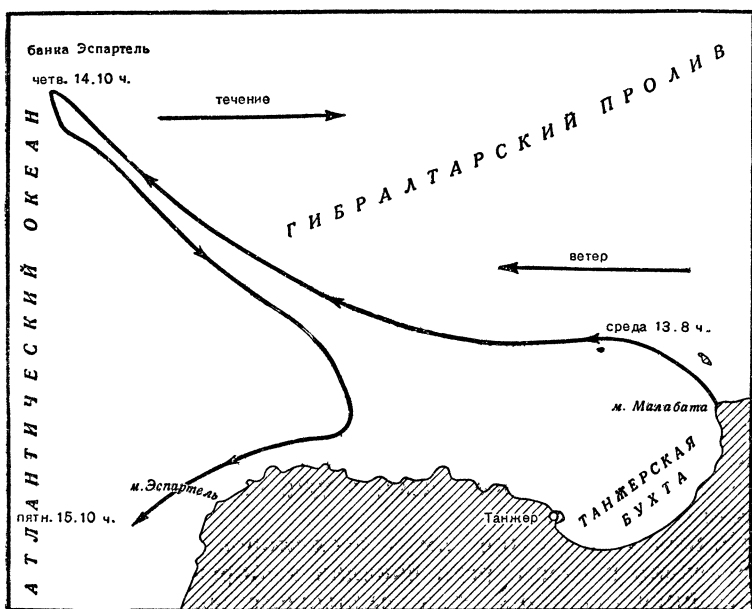 банка Эспартель
четв. 14.10 ч.
течение
ГИБРАЛТАРСКИЙ ПРОЛИВ
АТЛАНТИЧЕСКИЙ ОКЕАН
ветер
среда 13.8 ч.
м. Малабата
м. Эспартель
пятн. 15.10 ч.
Танжер
ТАНЖЕРСКАЯ
БУХТА